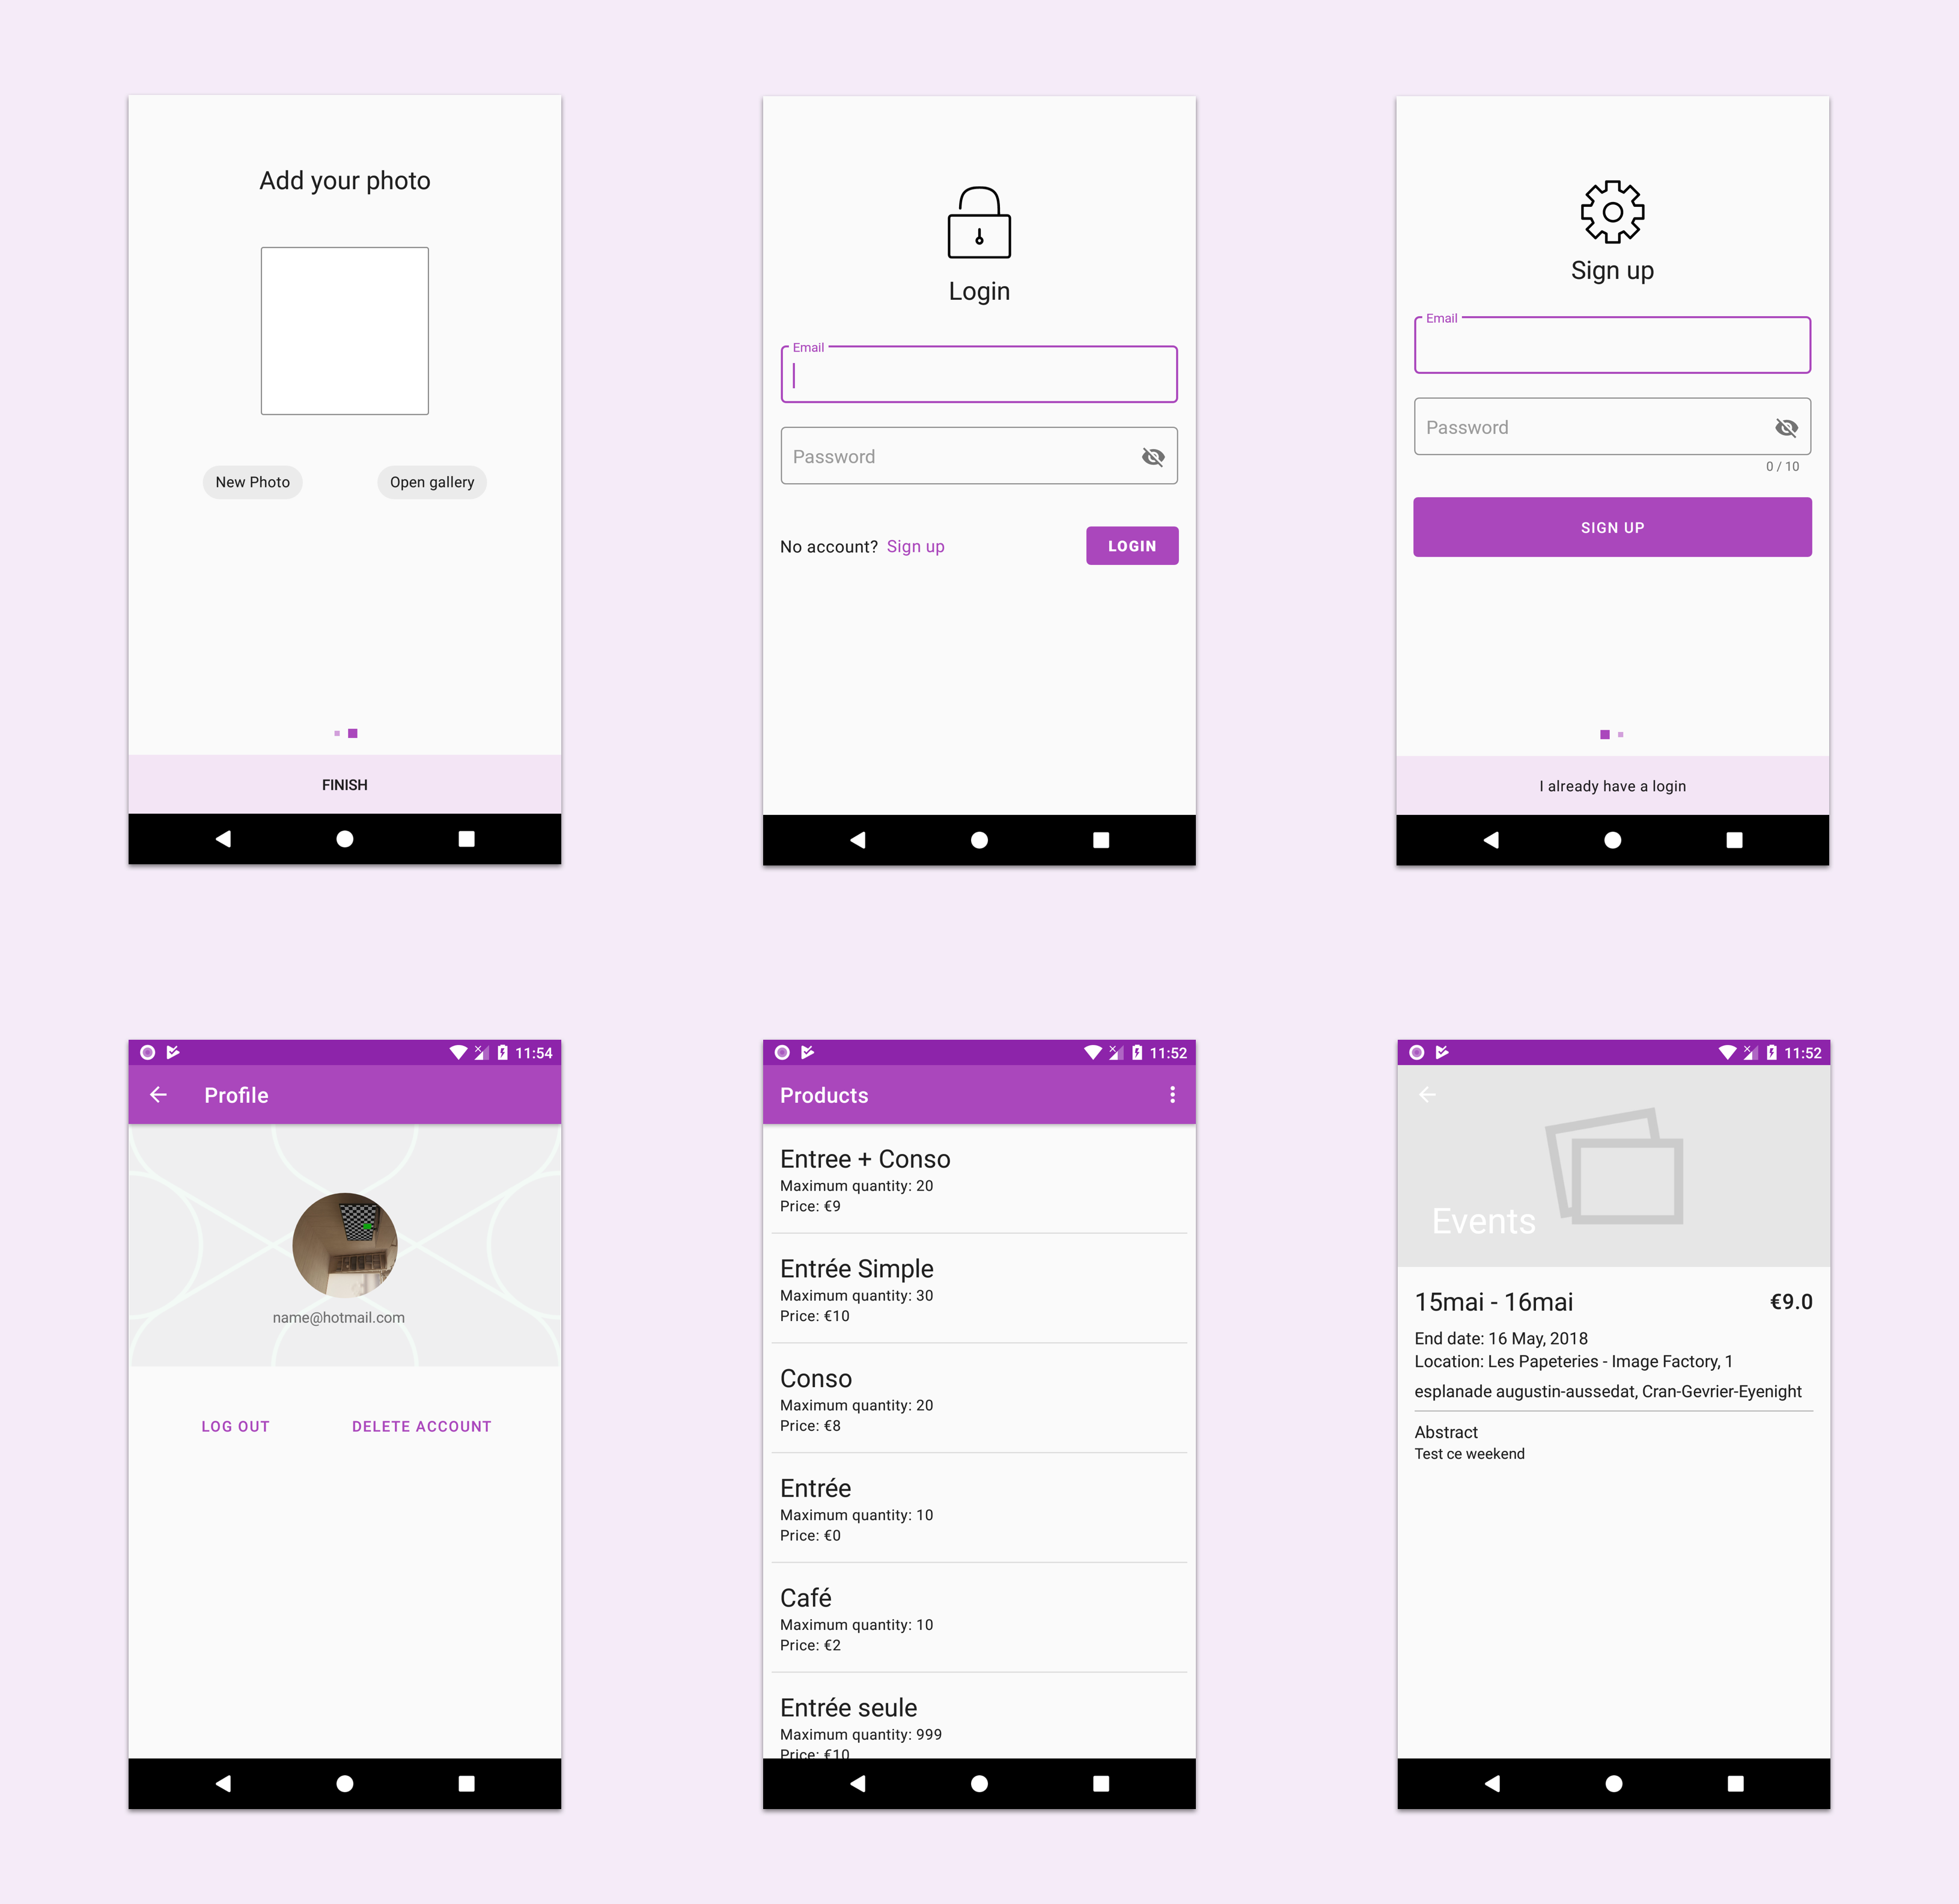 Add your photo
New Photo
Open gallery
FINISH
Login
Email
Password
No account? Sign up
LOGIN
Sign up
Email
Password
0 / 10
SIGN UP
I already have a login
11:54
Profile
name@hotmail.com
LOG OUT
DELETE ACCOUNT
11:52
Products
Entree + Conso
Maximum quantity: 20
Price: €9
Entrée Simple
Maximum quantity: 30
Price: €10
Conso
Maximum quantity: 20
Price: €8
Entrée
Maximum quantity: 10
Price: €0
Café
Maximum quantity: 10
Price: €2
Entrée seule
Maximum quantity: 999
Price: €10
11:52
Events
15mai - 16mai
€9.0
End date: 16 May, 2018
Location: Les Papeteries - Image Factory, 1
esplanade augustin-aussedat, Cran-Gevrier-Eyenight
Abstract
Test ce weekend